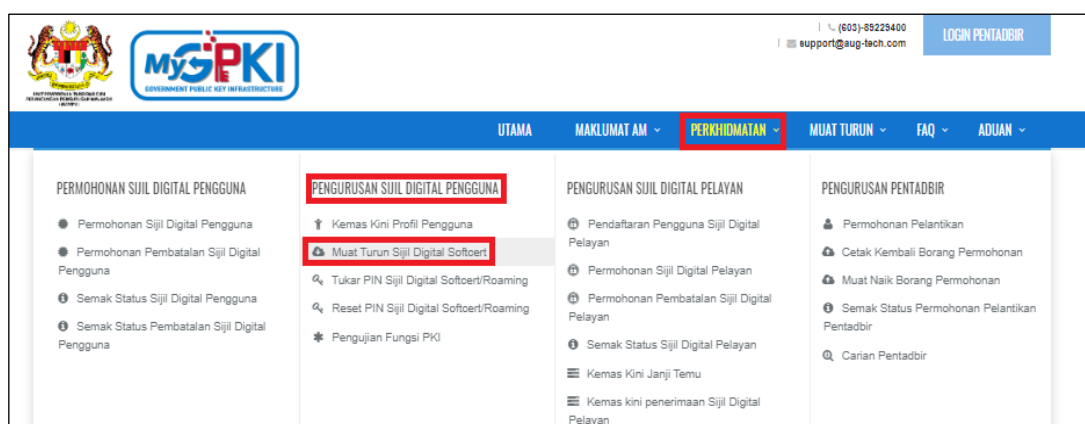 (603)-89229400
support@aug-tech.com
LOGIN PENTADBIR
MyGPKI
GOVERNMENT PUBLIC KEY INFRASTRUCTURE
UTAMA
MAKLUMAT AM
PERKHIDMATAN
MUAT TURUN
FAQ
ADUAN
PERMOHONAN SIJIL DIGITAL PENGGUNA
Permohonan Sijil Digital Pengguna
Permohonan Pembatalan Sijil Digital
Pengguna
Semak Status Sijil Digital Pengguna
Semak Status Pembatalan Sijil Digital
Pengguna
PENGURUSAN SIJIL DIGITAL PENGGUNA
Kemas Kini Profil Pengguna
Muat Turun Sijil Digital Softcert
Tukar PIN Sijil Digital Softcert/Roaming
Reset PIN Sijil Digital Softcert/Roaming
Pengujian Fungsi PKI
PENGURUSAN SIJIL DIGITAL PELAYAN
Pendaftaran Pengguna Sijil Digital
Pelayan
Permohonan Sijil Digital Pelayan
Permohonan Pembatalan Sijil Digital
Pelayan
Semak Status Sijil Digital Pelayan
Kemas Kini Janji Temu
Kemas kini penerimaan Sijil Digital
Pelayan
PENGURUSAN PENTADBIR
Permohonan Pelantikan
Cetak Kembali Borang Permohonan
Muat Naik Borang Permohonan
Semak Status Permohonan Pelantikan
Pentadbir
Carian Pentadbir